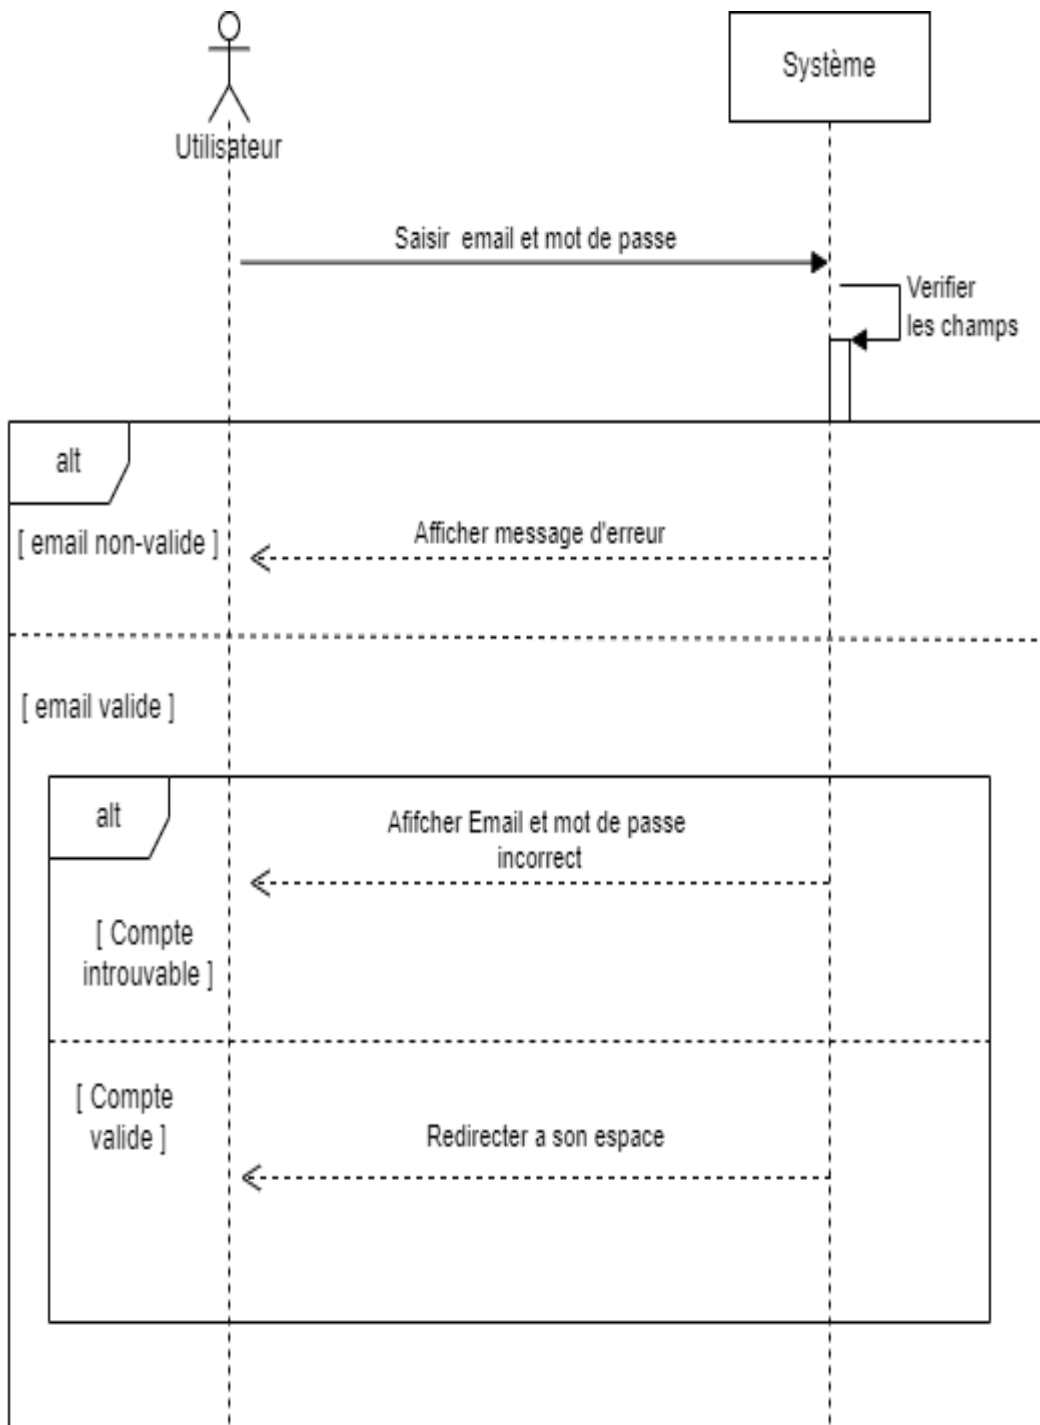 Système
Utilisateur
Saisir email et mot de passe
Verifier
les champs
alt
[ email non-valide ]
Afficher message d'erreur
[ email valide ]
alt
Afifcher Email et mot de passe
incorrect
[ Compte
introuvable ]
[ Compte
valide ]
Redirecter a son espace